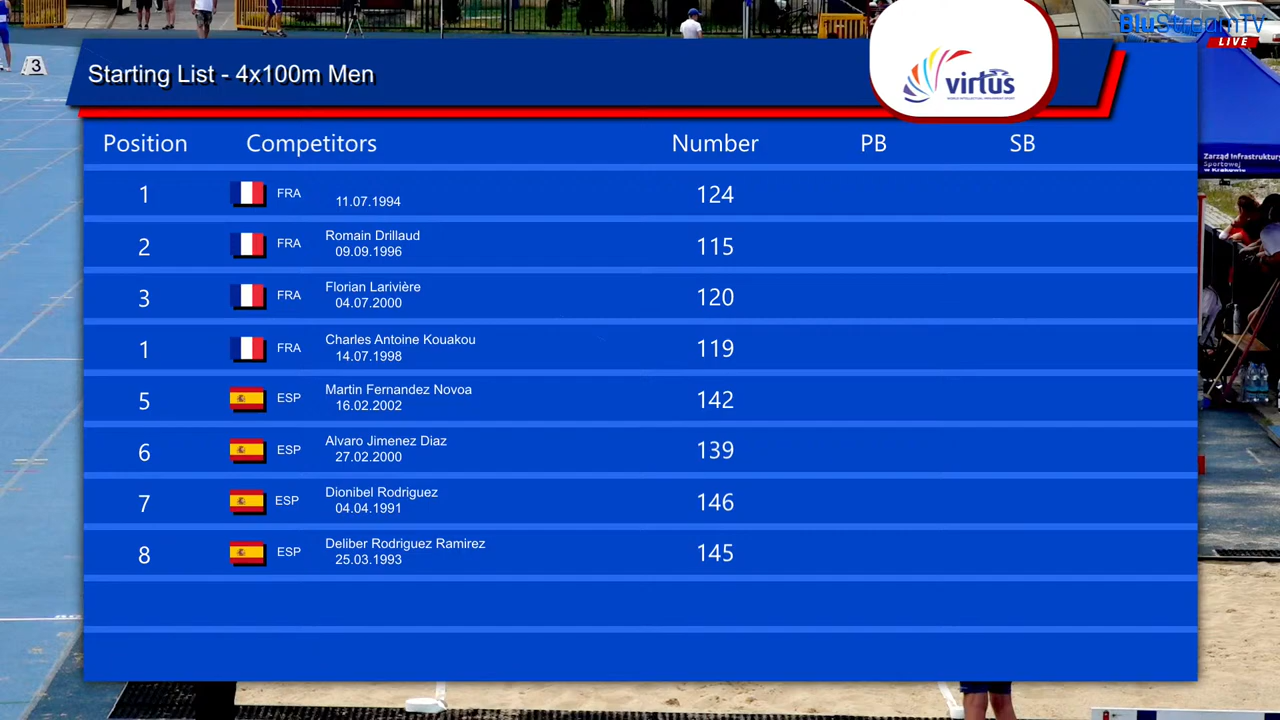 BluStreamTV
LIVE
3
Starting List - 4x100m Men
virtus
Position Competitors Number PB SB
Zarząd Infrastruktury
Sportowej
w Krakowie
1 FRA 11.07.1994 124
2 FRA Romain Drillaud 115
09.09.1996
3 FRA Florian Larivière 120
04.07.2000
1 FRA Charles Antoine Kouakou 119
14.07.1998
5 ESP Martin Fernandez Novoa 142
16.02.2002
6 ESP Alvaro Jimenez Diaz 139
27.02.2000
7 ESP Dionibel Rodriguez 146
04.04.1991
8 ESP Deliber Rodriguez Ramirez 145
25.03.1993